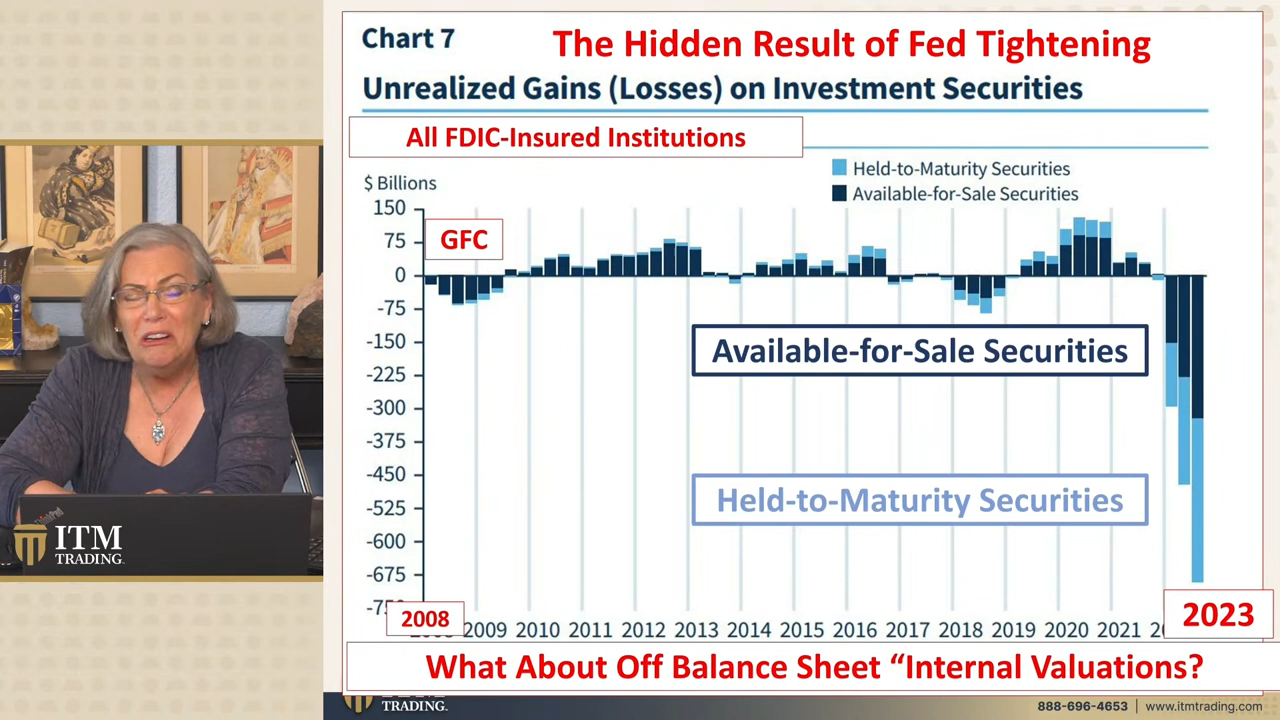 Chart 7
The Hidden Result of Fed Tightening
Unrealized Gains (Losses) on Investment Securities
All FDIC-Insured Institutions
Held-to-Maturity Securities
$ Billions
Available-for-Sale Securities
150
75
GFC
0
-75
-150
Available-for-Sale Securities
-225
-300
-375
-450
Held-to-Maturity Securities
-525
-600
-675
2008
2009 2010 2011 2012 2013 2014 2015 2016 2017 2018 2019 2020 2021
2023
What About Off Balance Sheet “Internal Valuations?
ThinkPad
ITM
TRADING
TRADING.
888-696-4653 | www.itmtrading.com